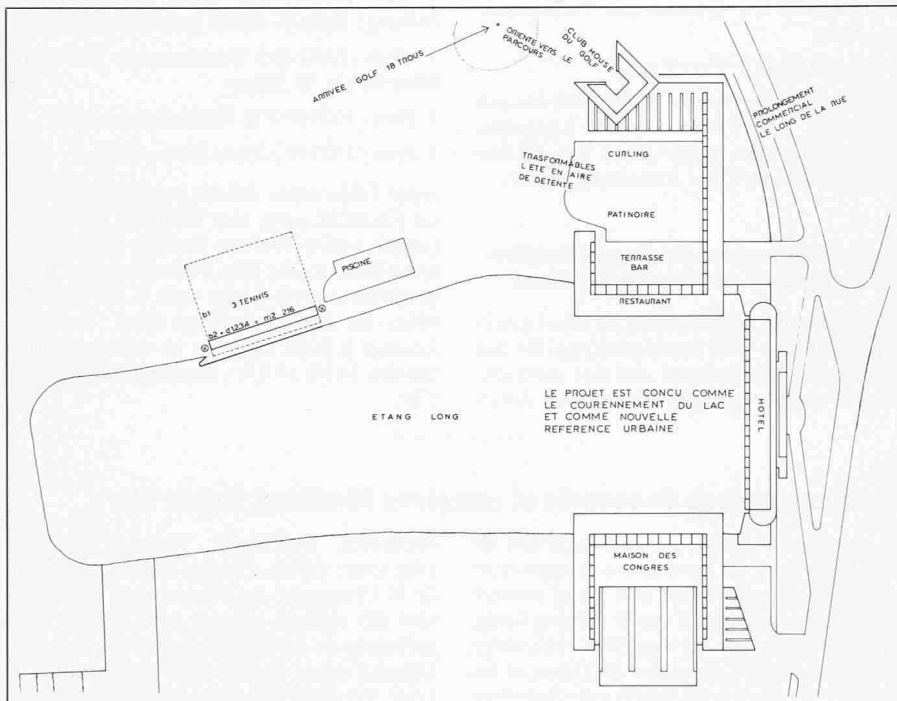 ARRIVEE GOLF 18 TROUS
* ORIENTE VERS LE
PARCOURS
CLUB HOUSE
DU GOLF
PROLONGEMENT
COMMERCIAL
LE LONG DE LA RUE
CURLING
TRASFORMABLES
L'ETE EN AIRE
DE DETENTE
PATINOIRE
TERRASSE
BAR
RESTAURANT
PISCINE
b1 3 TENNIS
b2 + d1234 = m2 216
HOTEL
ETANG LONG
LE PROJET EST CONCU COMME
LE COURENNEMENT DU LAC
ET COMME NOUVELLE
REFERENCE URBAINE
MAISON DES
CONGRES